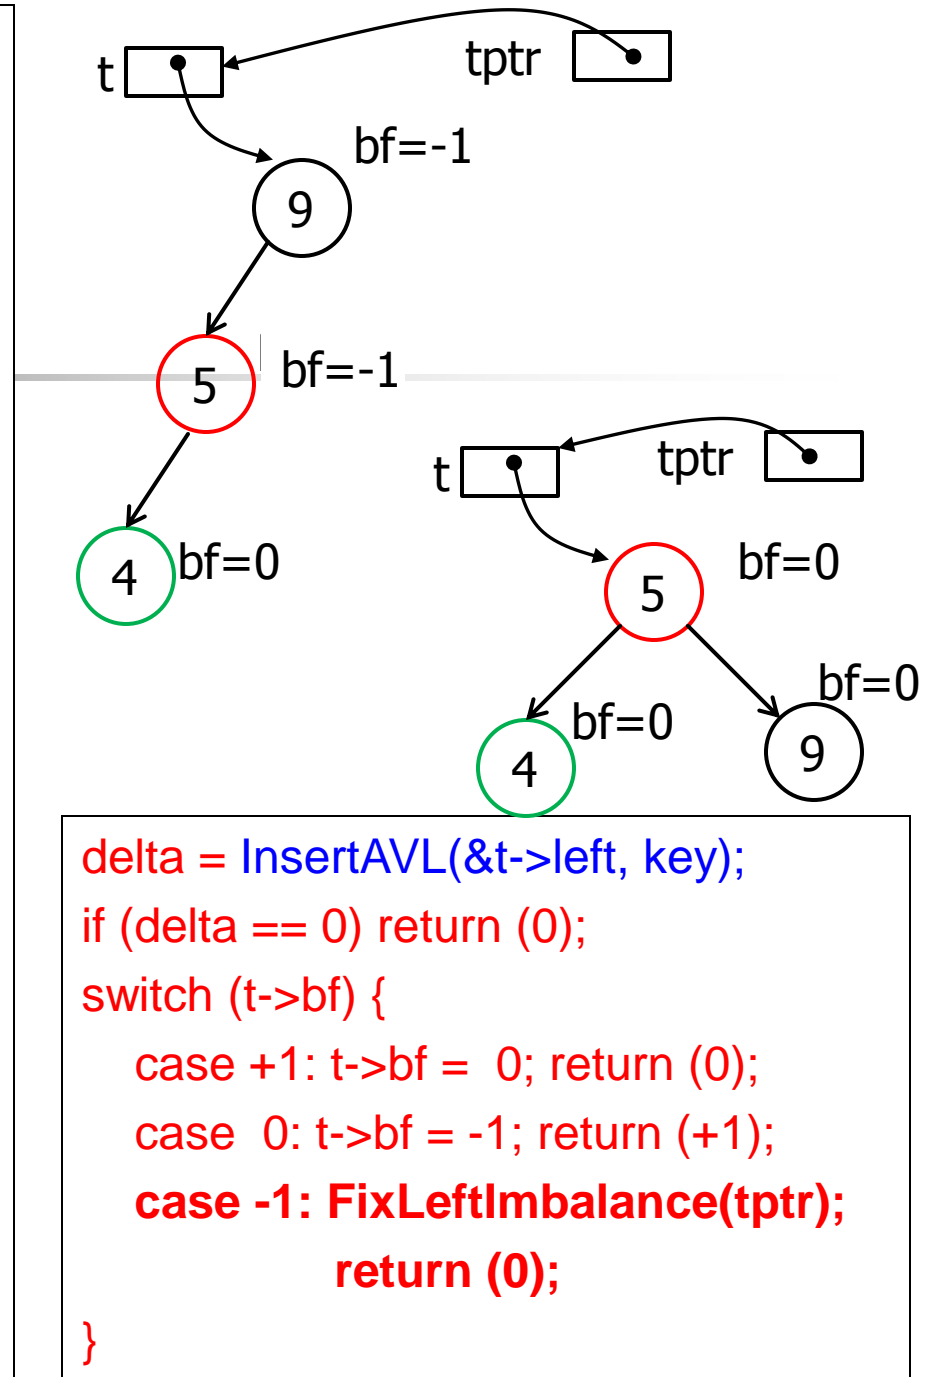 t
tptr
bf=-1
9
5
bf=-1
4
bf=0
t
tptr
5
bf=0
4
bf=0
bf=0
9
delta = InsertAVL(&t->left, key);
if (delta == 0) return (0);
switch (t->bf) {
case +1: t->bf =  0; return (0);
case  0: t->bf = -1; return (+1);
case -1: FixLeftImbalance(tptr);
return (0);
}